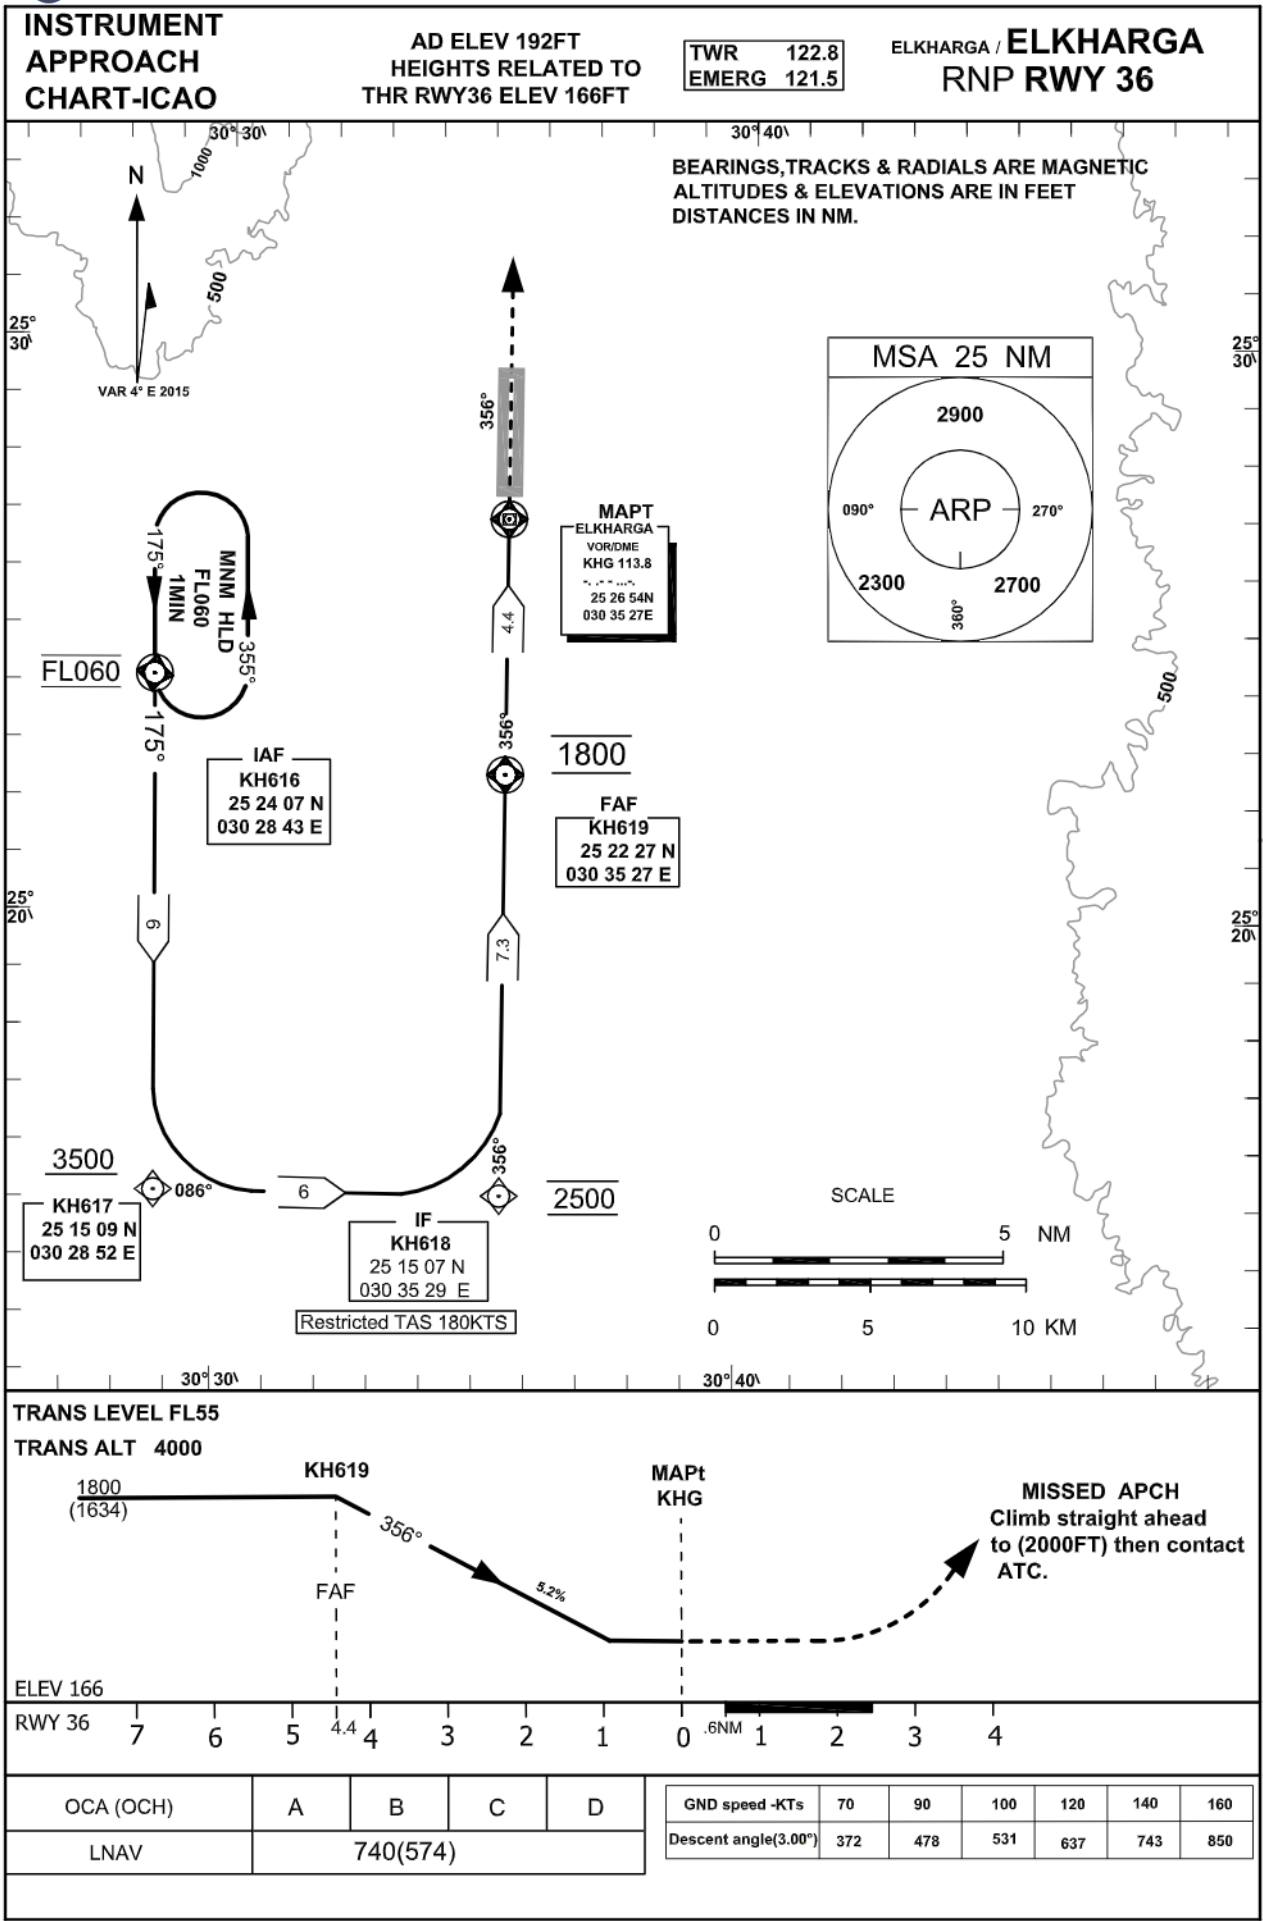 INSTRUMENT
APPROACH
CHART-ICAO
AD ELEV 192FT
HEIGHTS RELATED TO
THR RWY36 ELEV 166FT
TWR 122.8
EMERG 121.5
ELKHARGA / ELKHARGA
RNP RWY 36
30° 30\
30° 40\
1000
N
BEARINGS,TRACKS & RADIALS ARE MAGNETIC
ALTITUDES & ELEVATIONS ARE IN FEET
DISTANCES IN NM.
500
25°
30\
25°
30\
VAR 4° E 2015
356°
MSA 25 NM
2900
090°
ARP
270°
2300
2700
360°
MAPT
ELKHARGA
VOR/DME
KHG 113.8
-. .- - ...-.
25 26 54N
030 35 27E
175°
MNM HLD
FL060
1MIN
355°
4.4
FL060
500
175°
356°
1800
IAF
KH616
25 24 07 N
030 28 43 E
FAF
KH619
25 22 27 N
030 35 27 E
25°
20\
25°
20\
6
7.3
3500
086°
356°
KH617
25 15 09 N
030 28 52 E
6
2500
IF
KH618
25 15 07 N
030 35 29 E
Restricted TAS 180KTS
SCALE
0 5 NM
0 5 10 KM
30° 30\
30° 40\
TRANS LEVEL FL55
TRANS ALT 4000
1800
(1634)
KH619
MAPt
KHG
356°
5.2%
FAF
MISSED APCH
Climb straight ahead
to (2000FT) then contact
ATC.
ELEV 166
RWY 36
7 6 5 4.4 4 3 2 1 0 .6NM 1 2 3 4
OCA (OCH) A B C D
LNAV 740(574)
GND speed -KTs 70 90 100 120 140 160
Descent angle(3.00°) 372 478 531 637 743 850